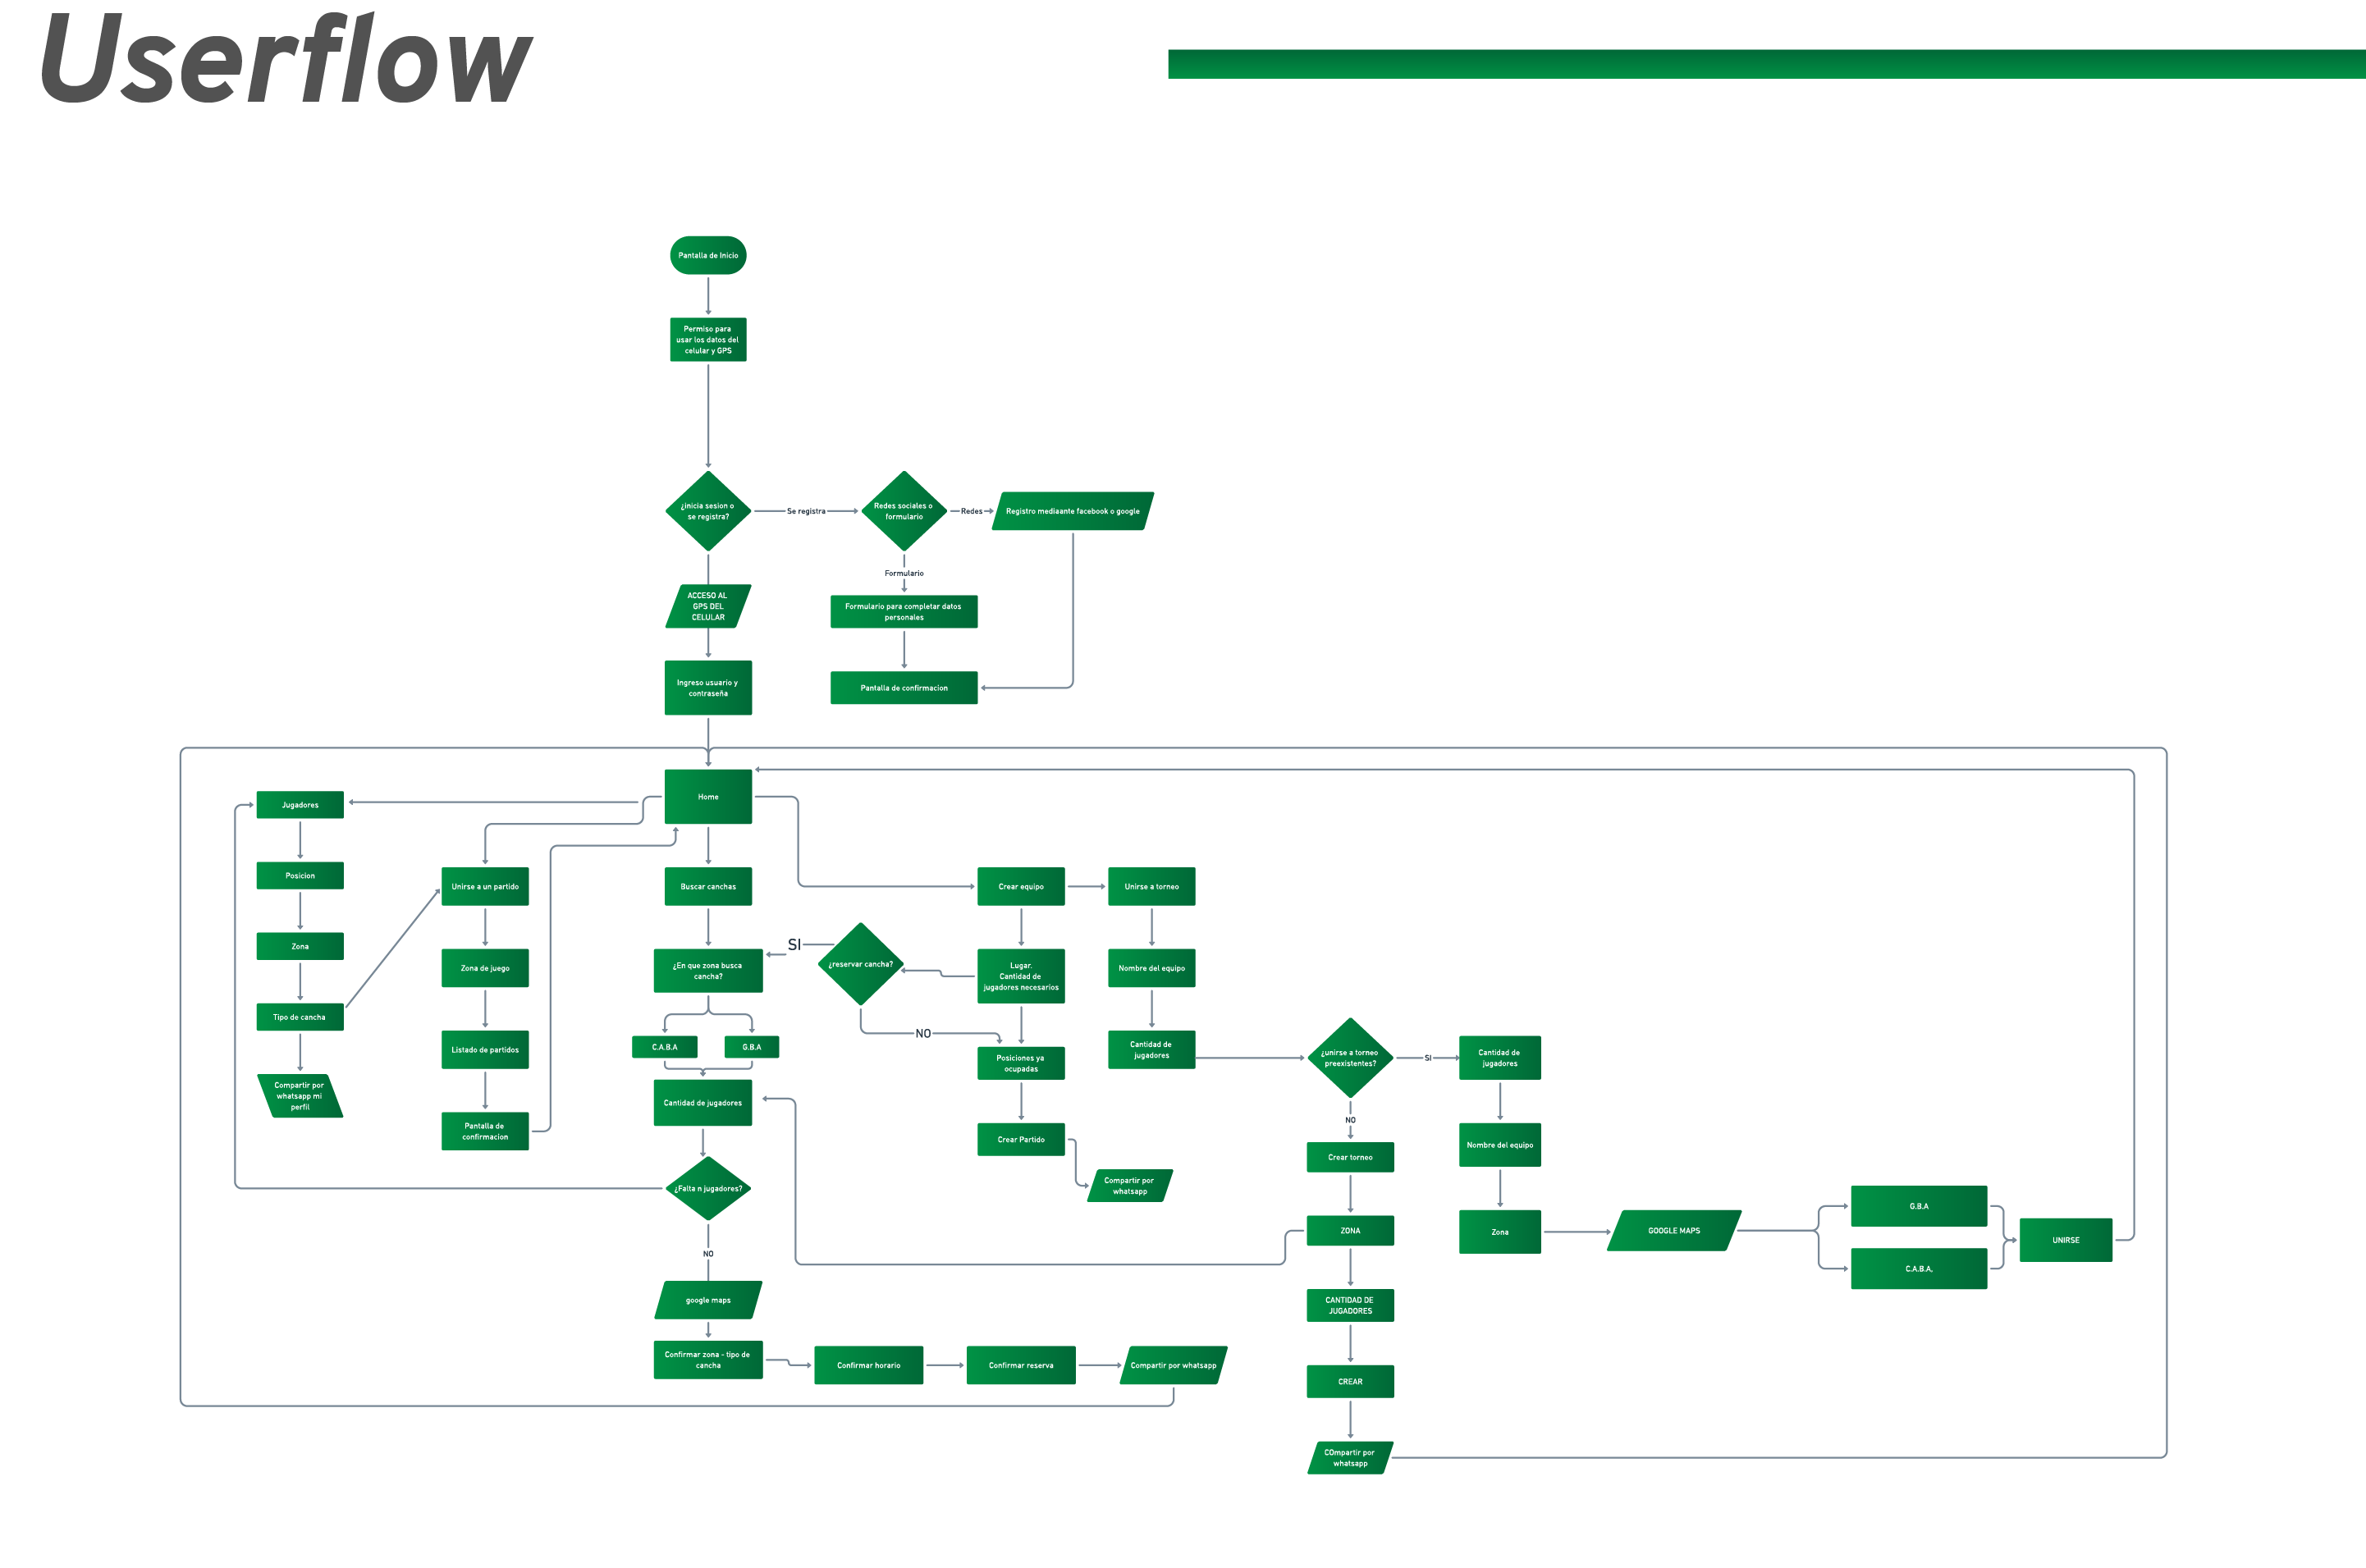 Userflow
Pantalla de Inicio
Permiso para
usar los datos del
celular y GPS
¿inicia sesion o
se registra?
Se registra
Redes sociales o
formulario
Redes
Registro mediaante facebook o google
Formulario
ACCESO AL
GPS DEL
CELULAR
Formulario para completar datos
personales
Ingreso usuario y
contraseña
Pantalla de confirmacion
Home
Jugadores
Posicion
Zona
Tipo de cancha
Compartir por
whatsapp mi
perfil
Unirse a un partido
Zona de juego
Listado de partidos
Pantalla de
confirmacion
Buscar canchas
¿En que zona busca
cancha?
C.A.B.A
G.B.A
Cantidad de jugadores
¿Falta n jugadores?
NO
google maps
Confirmar zona - tipo de
cancha
Confirmar horario
Confirmar reserva
Compartir por whatsapp
SI
¿reservar cancha?
NO
Crear equipo
Lugar.
Cantidad de
jugadores necesarios
Posiciones ya
ocupadas
Crear Partido
Compartir por
whatsapp
Unirse a torneo
Nombre del equipo
Cantidad de
jugadores
¿unirse a torneo
preexistentes?
SI
NO
Crear torneo
ZONA
CANTIDAD DE
JUGADORES
CREAR
COmpartir por
whatsapp
Cantidad de
jugadores
Nombre del equipo
Zona
GOOGLE MAPS
G.B.A
C.A.B.A,
UNIRSE